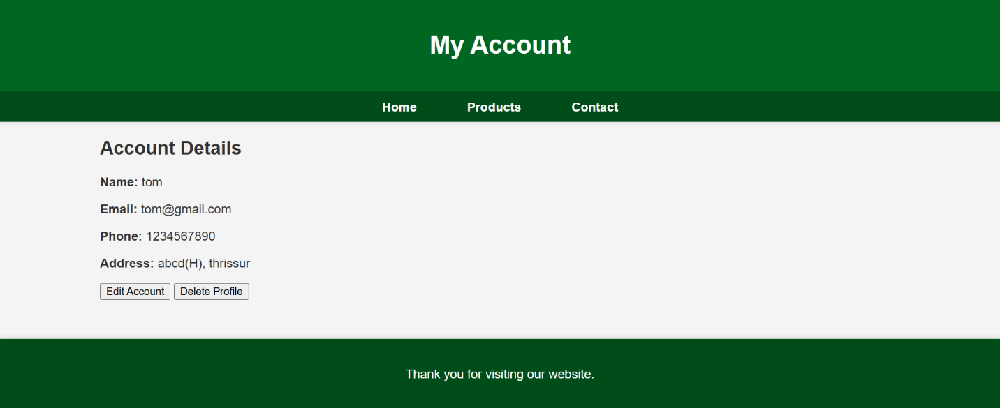 My Account
Home Products Contact
Account Details
Name: tom
Email: tom@gmail.com
Phone: 1234567890
Address: abcd(H), thrissur
Edit Account Delete Profile
Thank you for visiting our website.